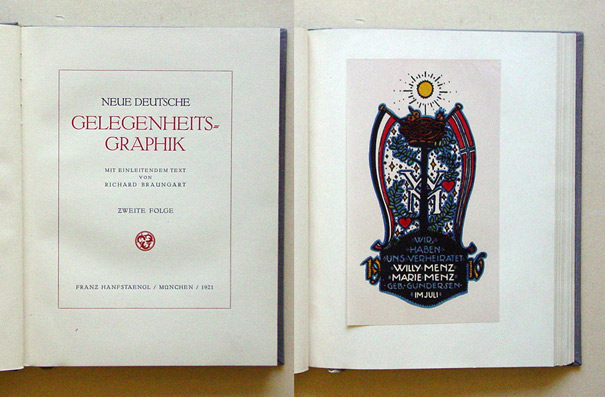 NEUE DEUTSCHE
GELEGENHEITS=
GRAPHIK
MIT EINLEITENDEM TEXT
VON
RICHARD BRAUNGART
ZWEITE FOLGE
FRANZ HANFSTAENGL / MÜNCHEN / 1921
WIR
HABEN
UNS VERHEIRATET
19 WILLY·MENZ 16
MARIE·MENZ
GEB·GUNDERSEN
IM JULI